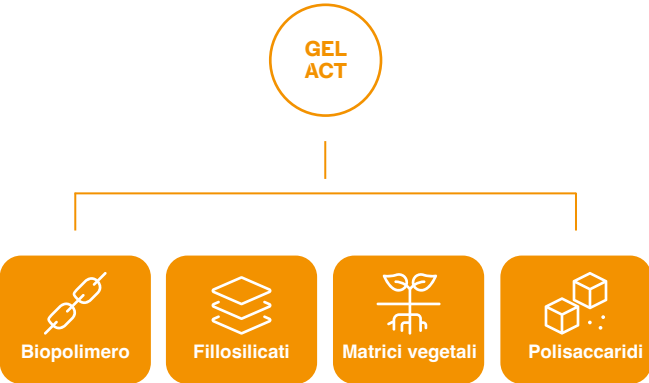 GEL
ACT
Biopolimero
Fillosilicati
Matrici vegetali
Polisaccaridi